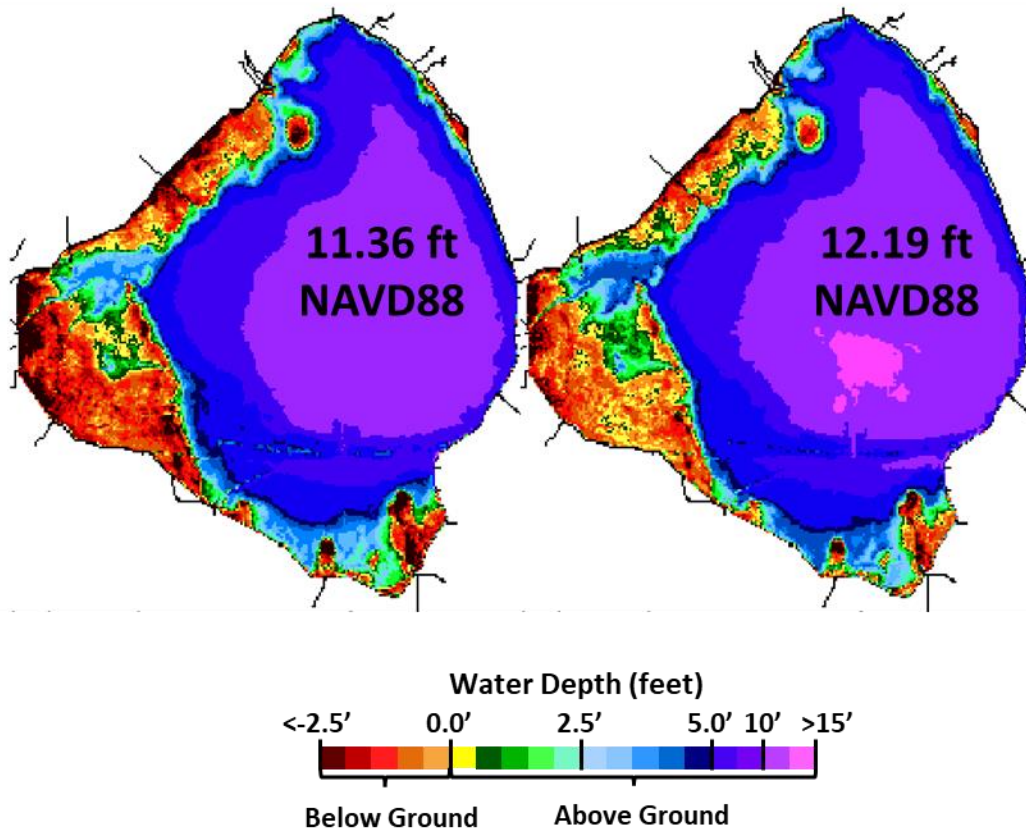 11.36 ft
NAVD88
12.19 ft
NAVD88
Water Depth (feet)
<-2.5’ 0.0’ 2.5’ 5.0’ 10’ >15’
Below Ground Above Ground